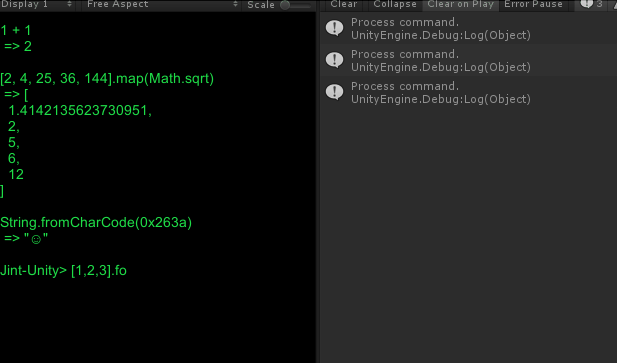 Display 1
Free Aspect
Scale
1 + 1
=> 2
[2, 4, 25, 36, 144].map(Math.sqrt)
=> [
1.4142135623730951,
2,
5,
6,
12
]
String.fromCharCode(0x263a)
=> "☺"
Jint-Unity> [1,2,3].fo
Clear
Collapse
Clear on Play
Error Pause
3
Process command.
UnityEngine.Debug:Log(Object)
Process command.
UnityEngine.Debug:Log(Object)
Process command.
UnityEngine.Debug:Log(Object)